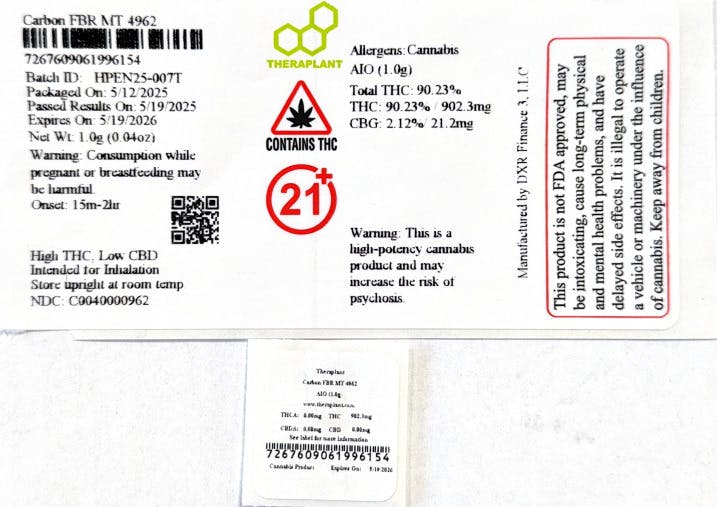 Carbon FBR MT 4962
7267609061996154
Batch ID: HPEN25-007T
Packaged On: 5/12/2025
Passed Results On: 5/19/2025
Expires On: 5/19/2026
Net Wt: 1.0g (0.04oz)
Warning: Consumption while
pregnant or breastfeeding may
be harmful.
Onset: 15m-2hr
High THC, Low CBD
Intended for Inhalation
Store upright at room temp
NDC: C0040000962
THERAPLANT
CONTAINS THC
21+
Allergens: Cannabis
AIO (1.0g)
Total THC: 90.23%
THC: 90.23% / 902.3mg
CBG: 2.12% / 21.2mg
Warning: This is a
high-potency cannabis
product and may
increase the risk of
psychosis.
Manufactured by DXR Finance 3, LLC
This product is not FDA approved, may
be intoxicating, cause long-term physical
and mental health problems, and have
delayed side effects. It is illegal to operate
a vehicle or machinery under the influence
of cannabis. Keep away from children.
Theraplant
Carbon FBR MT 4962
AIO (1.0g)
www.theraplant.com
THCA: 0.00mg THC 902.3mg
CBDA: 0.00mg CBD 0.00mg
See label for more information
7267609061996154
Cannabis Product Expires On: 5/19/2026